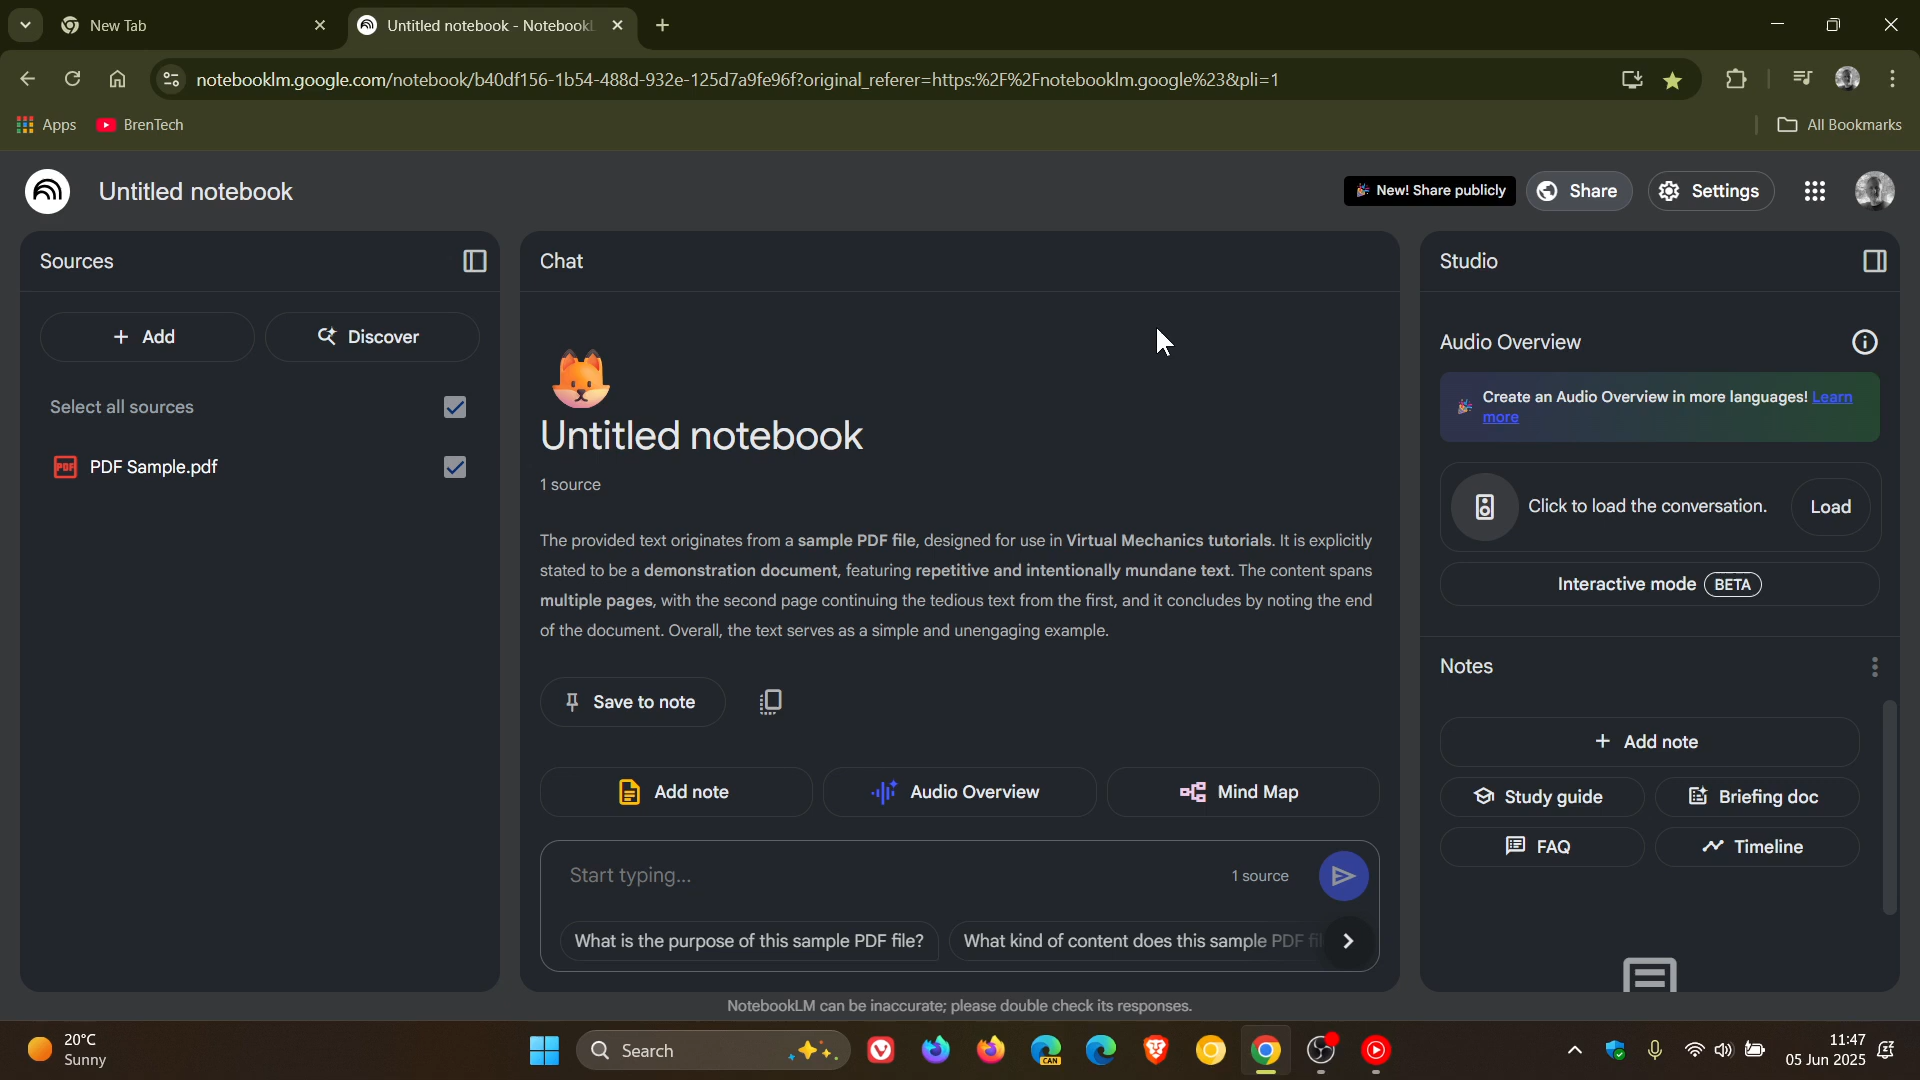 New Tab
Untitled notebook - Notebook
notebooklm.google.com/notebook/b40df156-1b54-488d-932e-125d7a9fe96f?original_referer=https:%2F%2Fnotebooklm.google%23&pli=1
Apps
BrenTech
All Bookmarks
Untitled notebook
New! Share publicly
Share
Settings
Sources
Add
Discover
Select all sources
PDF
PDF Sample.pdf
Chat
Untitled notebook
1 source
The provided text originates from a sample PDF file, designed for use in Virtual Mechanics tutorials. It is explicitly
stated to be a demonstration document, featuring repetitive and intentionally mundane text. The content spans
multiple pages, with the second page continuing the tedious text from the first, and it concludes by noting the end
of the document. Overall, the text serves as a simple and unengaging example.
Save to note
Add note
Audio Overview
Mind Map
Start typing...
1 source
What is the purpose of this sample PDF file?
What kind of content does this sample PDF fi
NotebookLM can be inaccurate; please double check its responses.
Studio
Audio Overview
Create an Audio Overview in more languages! Learn
more
Click to load the conversation.
Load
Interactive mode BETA
Notes
+ Add note
Study guide
Briefing doc
FAQ
Timeline
20°C
Sunny
Search
CAN
11:47
05 Jun 2025